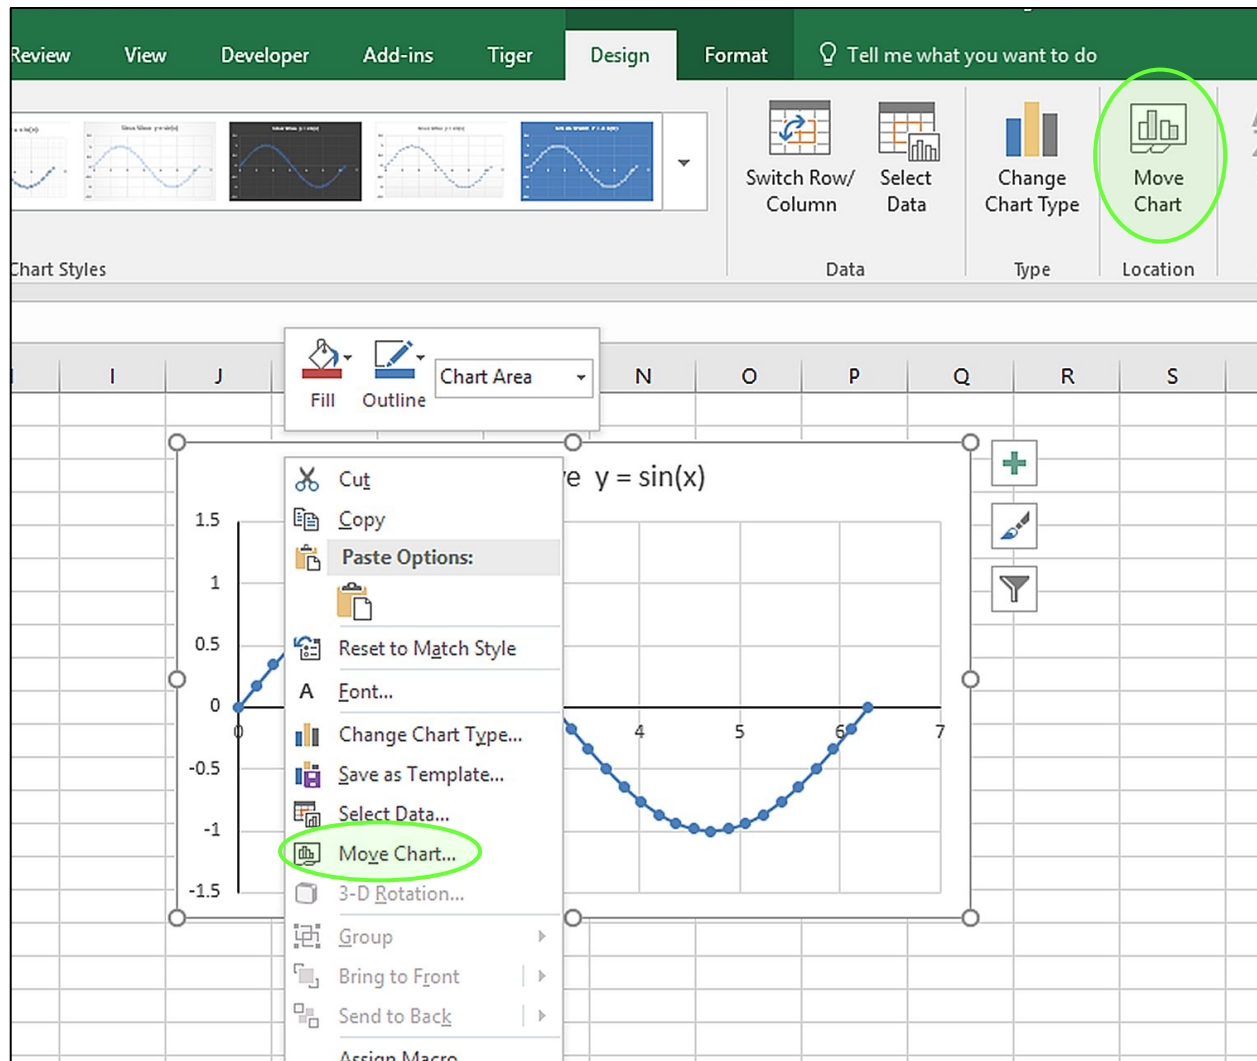 Review View Developer Add-ins Tiger Design Format Tell me what you want to do
Switch Row/
Column
Select
Data
Change
Chart Type
Move
Chart
Chart Styles
Data
Type
Location
Fill
Outline
Chart Area
I J N O P Q R S
y = sin(x)
1.5
1
0.5
0
-0.5
-1
-1.5
0 4 5 6 7
Cut
Copy
Paste Options:
Reset to Match Style
A Font...
Change Chart Type...
Save as Template...
Select Data...
Move Chart...
3-D Rotation...
Group
Bring to Front
Send to Back
Assign Macro